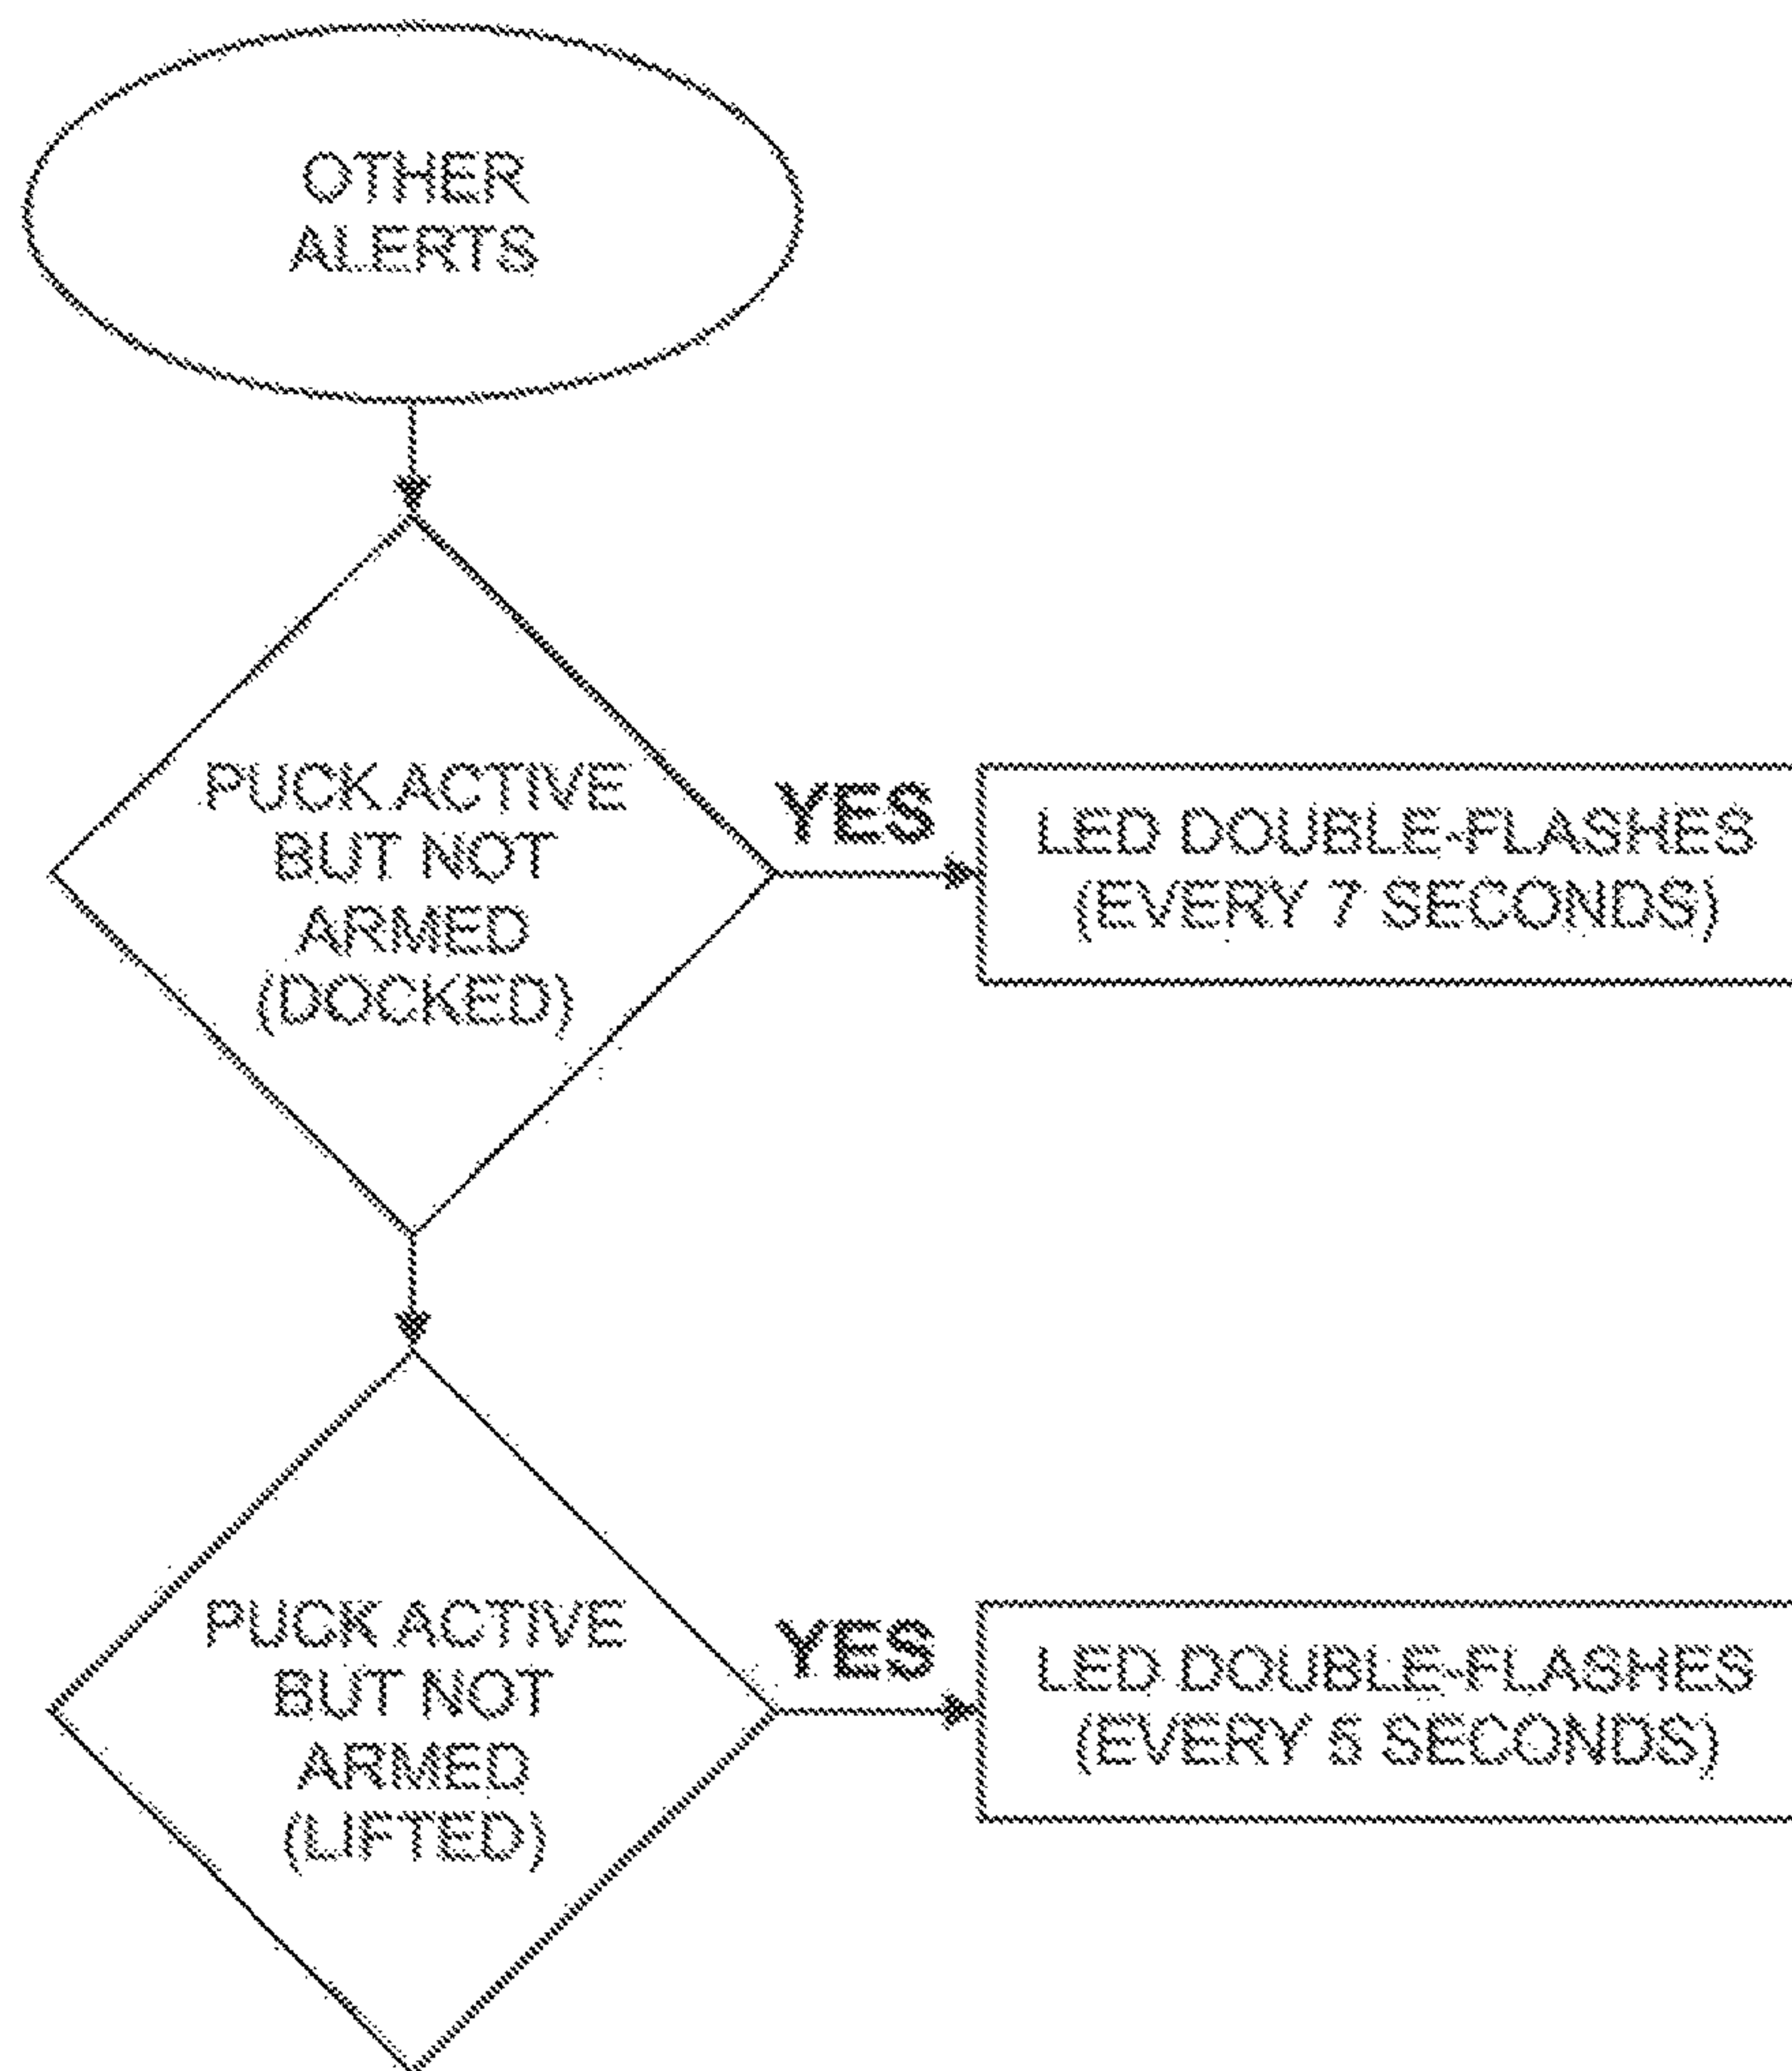 OTHER
ALERTS
PUCK ACTIVE
BUT NOT
ARMED
(DOCKED)
YES
LED DOUBLE-FLASHES
(EVERY 7 SECONDS)
PUCK ACTIVE
BUT NOT
ARMED
(LIFTED)
YES
LED DOUBLE-FLASHES
(EVERY 5 SECONDS)